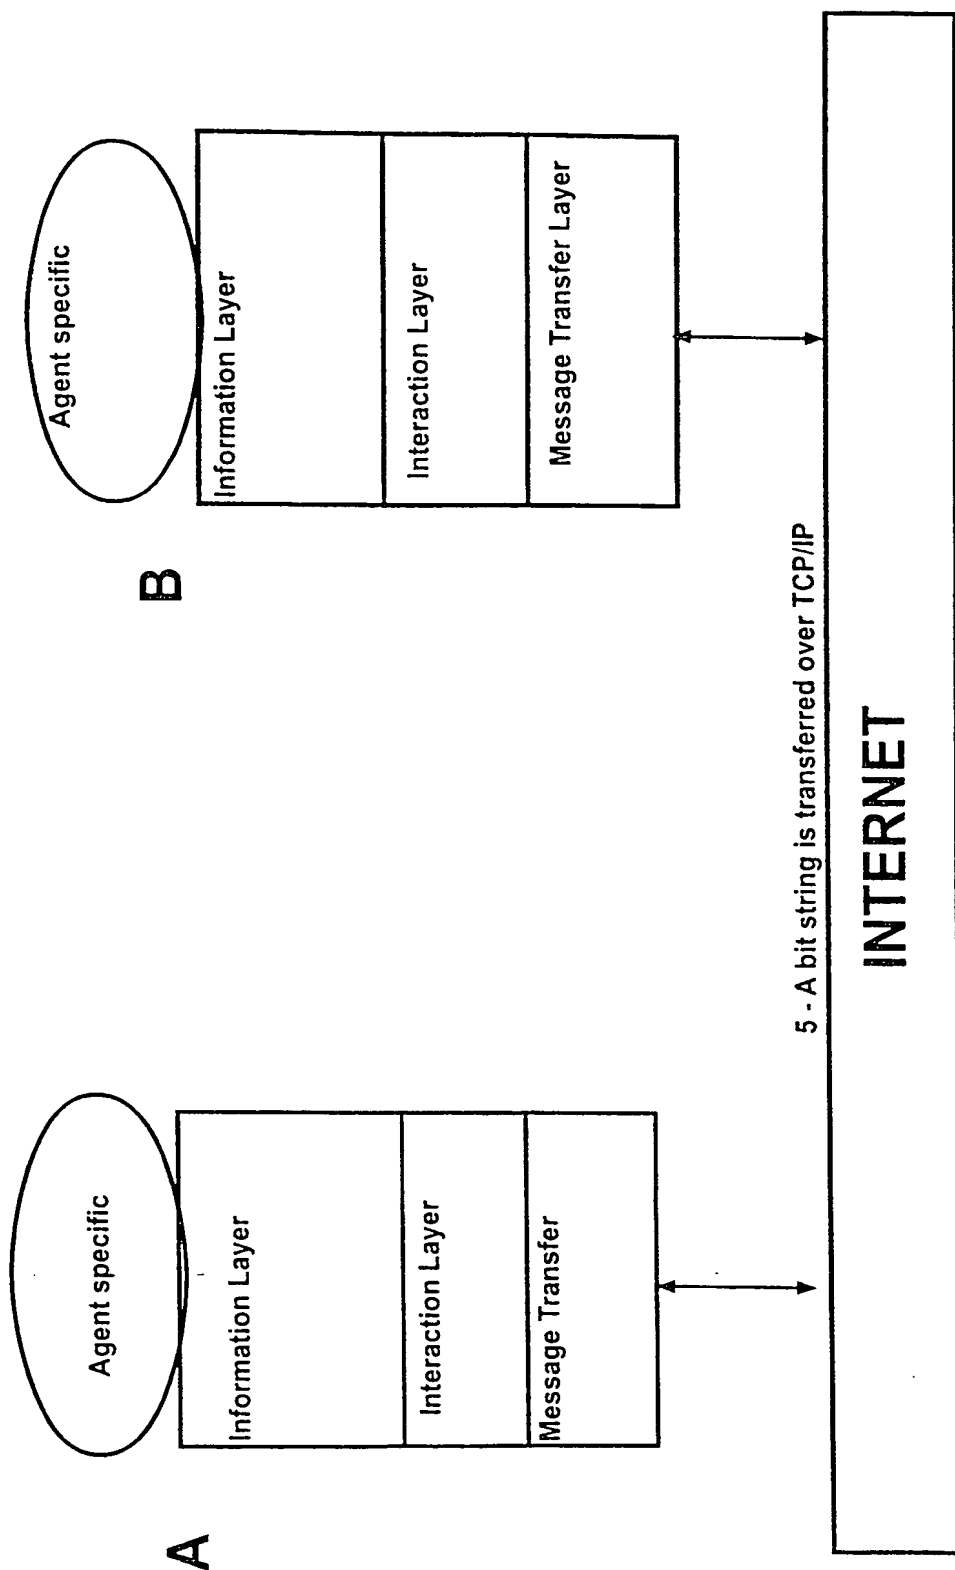 A
Agent specific
Information Layer
Interaction Layer
Message Transfer
B
Agent specific
Information Layer
Interaction Layer
Message Transfer Layer
5 - A bit string is transferred over TCP/IP
INTERNET